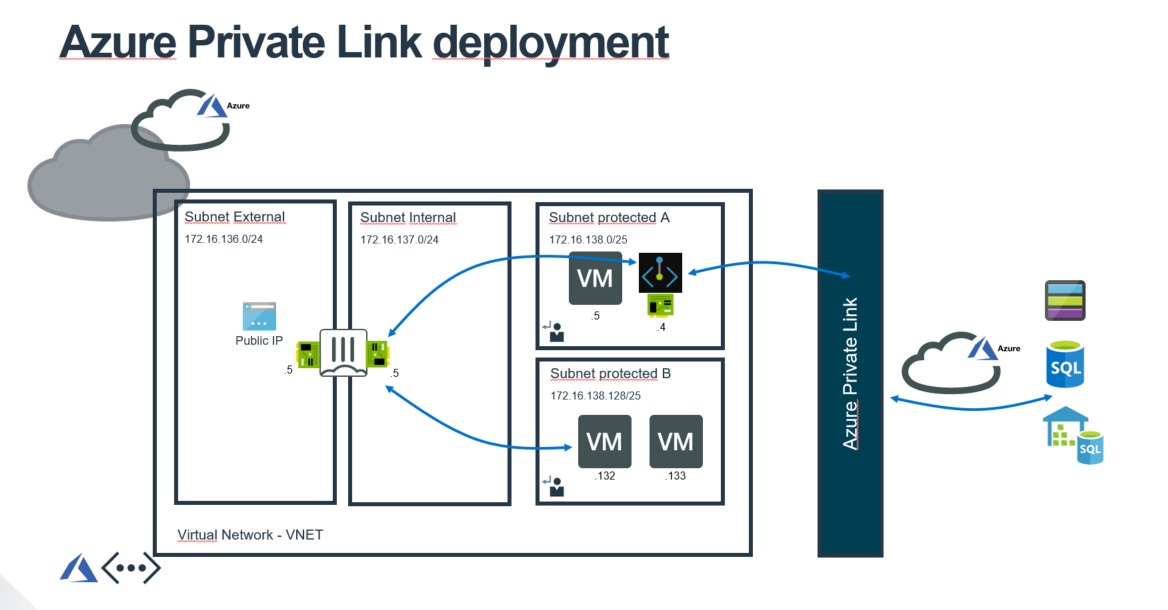 Azure Private Link deployment
Azure
Subnet External
172.16.136.0/24
Public IP
.5
Subnet Internal
172.16.137.0/24
.5
Subnet protected A
172.16.138.0/25
VM
.5
.4
Subnet protected B
172.16.138.128/25
VM
VM
.132
.133
Virtual Network - VNET
Azure Private Link
Azure
SQL
SQL